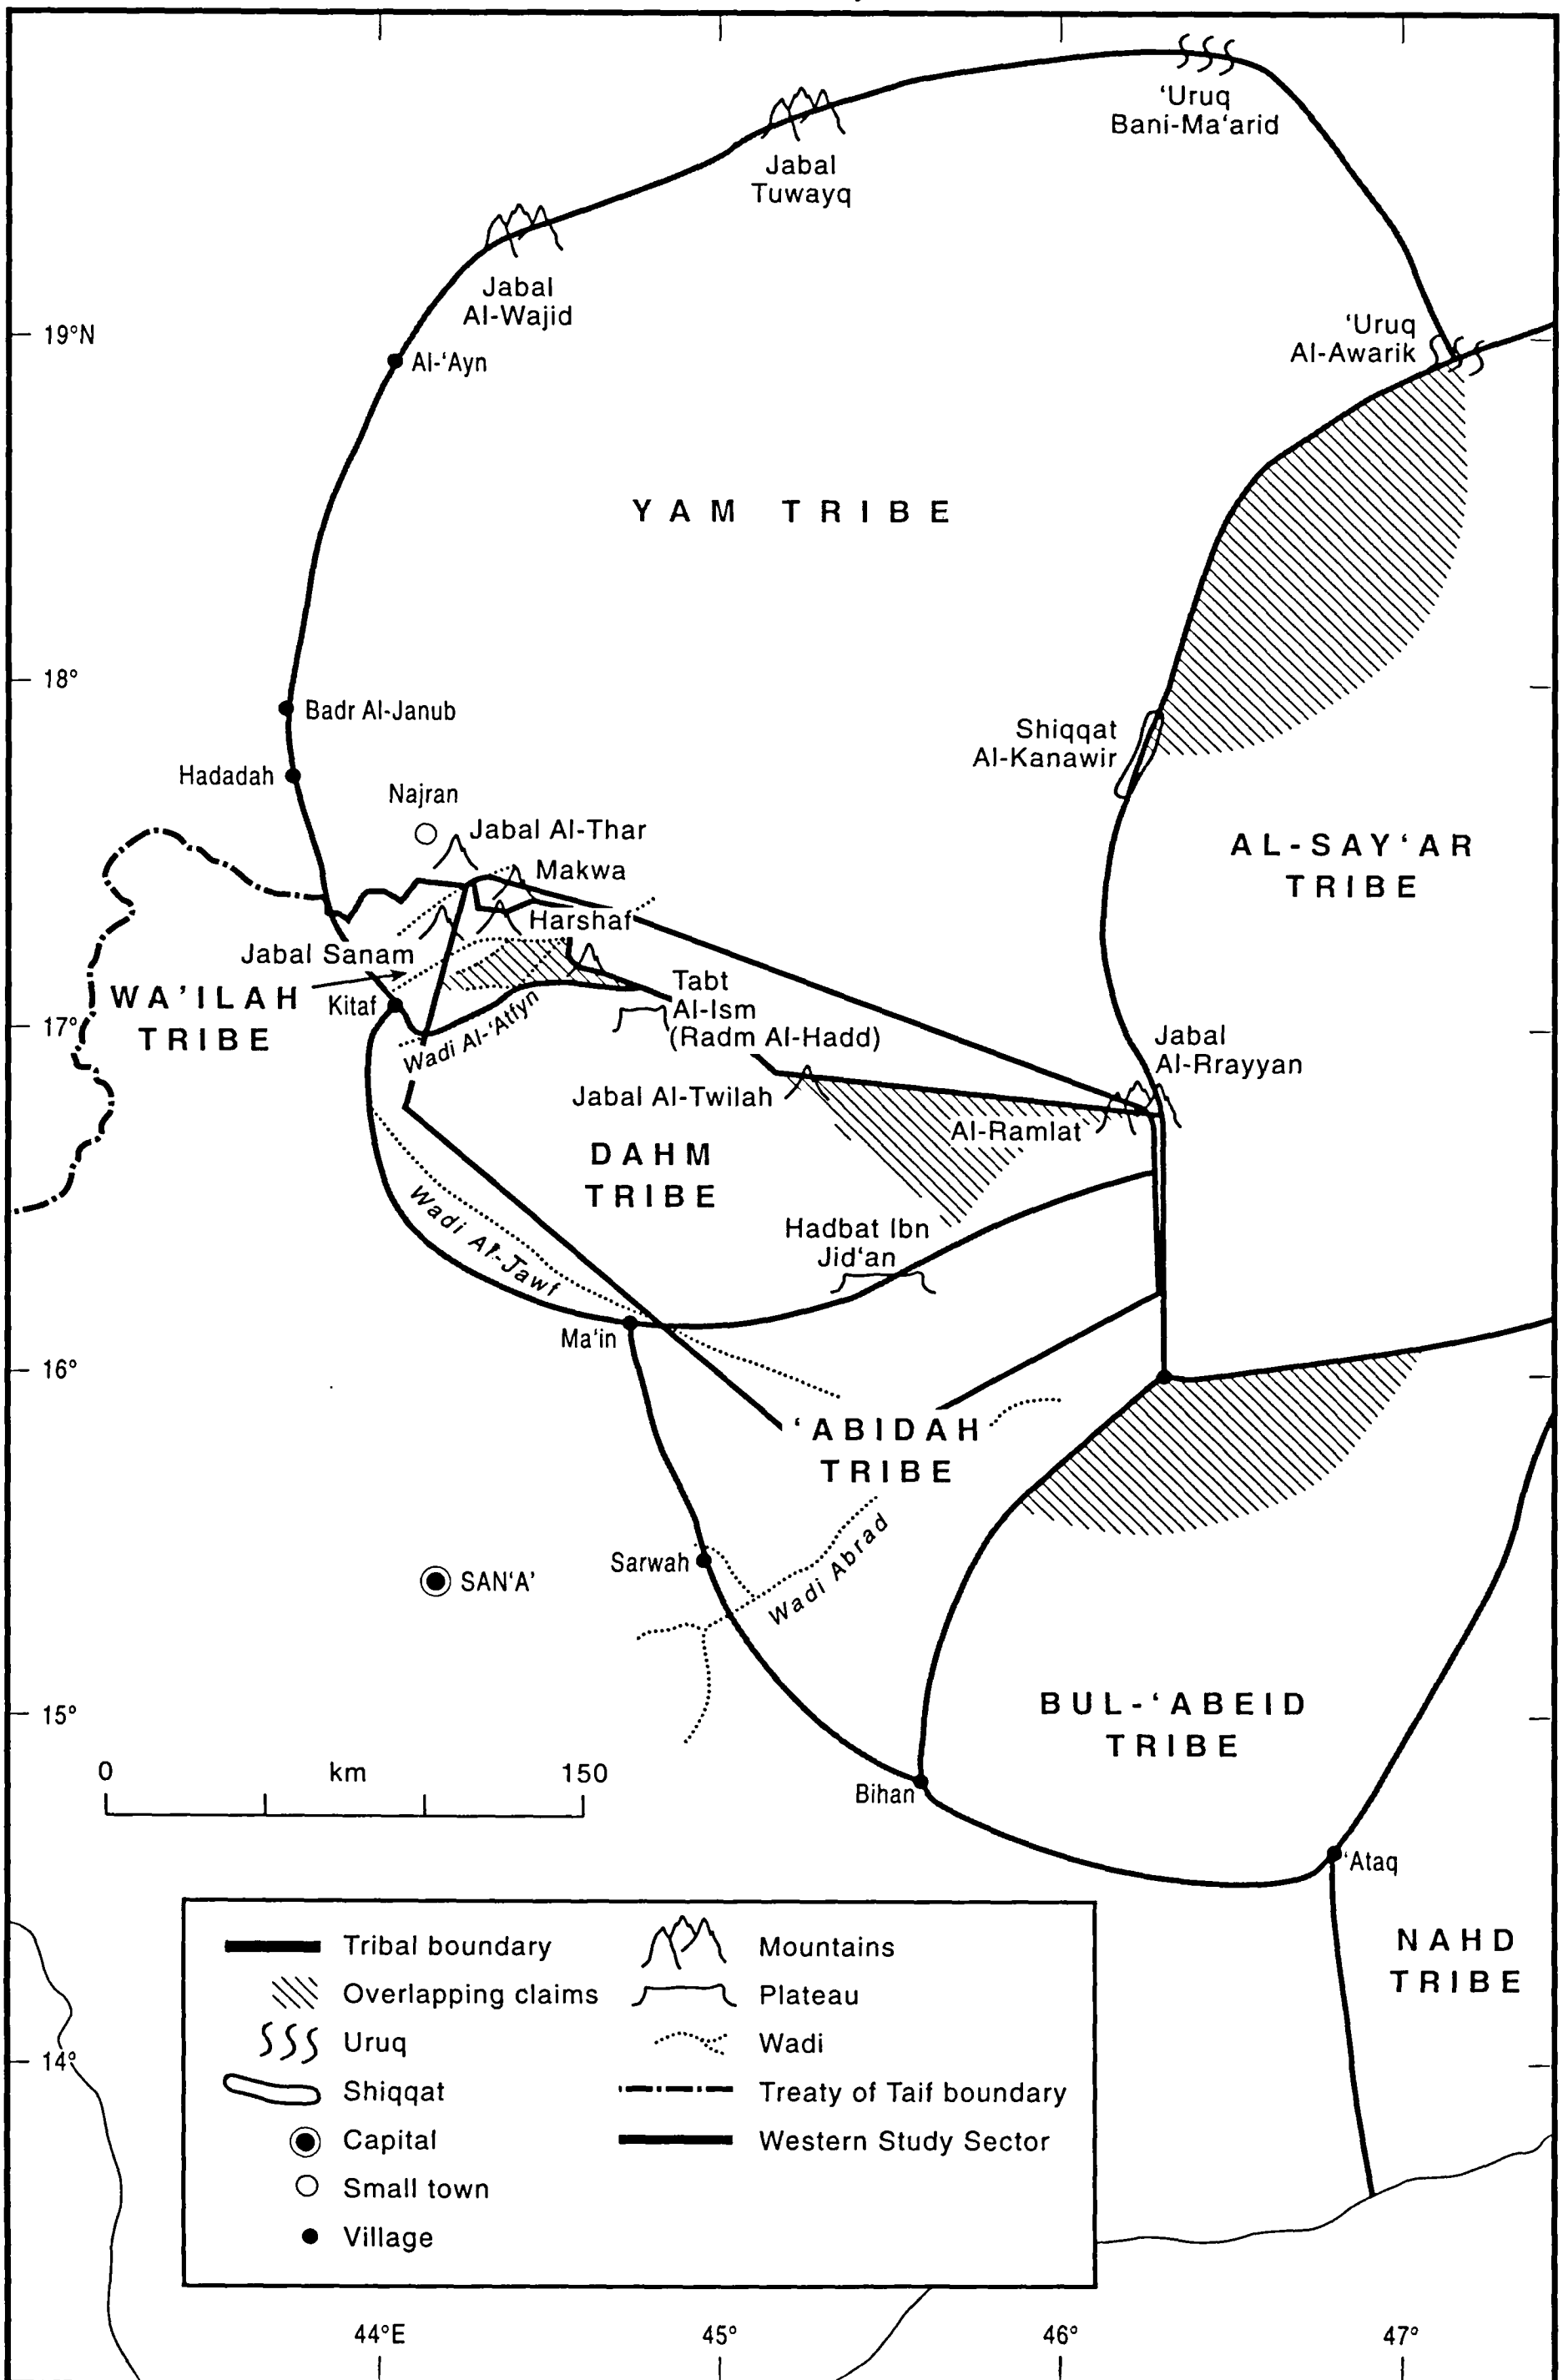 'Uruq
Bani-Ma'arid
Jabal
Tuwayq
Jabal
Al-Wajid
19°N
'Uruq
Al-Awarik
Al-'Ayn
YAM TRIBE
18°
Badr Al-Janub
Shiqqat
Al-Kanawir
Hadadah
Najran
Jabal Al-Thar
Makwa
AL-SAY'AR
TRIBE
Harshaf
Jabal Sanam
WA'ILAH
TRIBE
Kitaf
Tabt
Al-Ism
(Radm Al-Hadd)
17°
Wadi Al-'Atfyn
Jabal
Al-Rrayyan
Jabal Al-Twilah
Al-Ramlat
DAHM
TRIBE
Wadi Al-Jawf
Hadbat Ibn
Jid'an
Ma'in
16°
'ABIDAH
TRIBE
Sarwah
Wadi Abrad
SAN'A'
15°
BUL-'ABEID
TRIBE
0 km 150
Bihan
'Ataq
NAHD
TRIBE
Tribal boundary
Overlapping claims
Uruq
Shiqqat
Capital
Small town
Village
Mountains
Plateau
Wadi
Treaty of Taif boundary
Western Study Sector
14°
44°E 45° 46° 47°